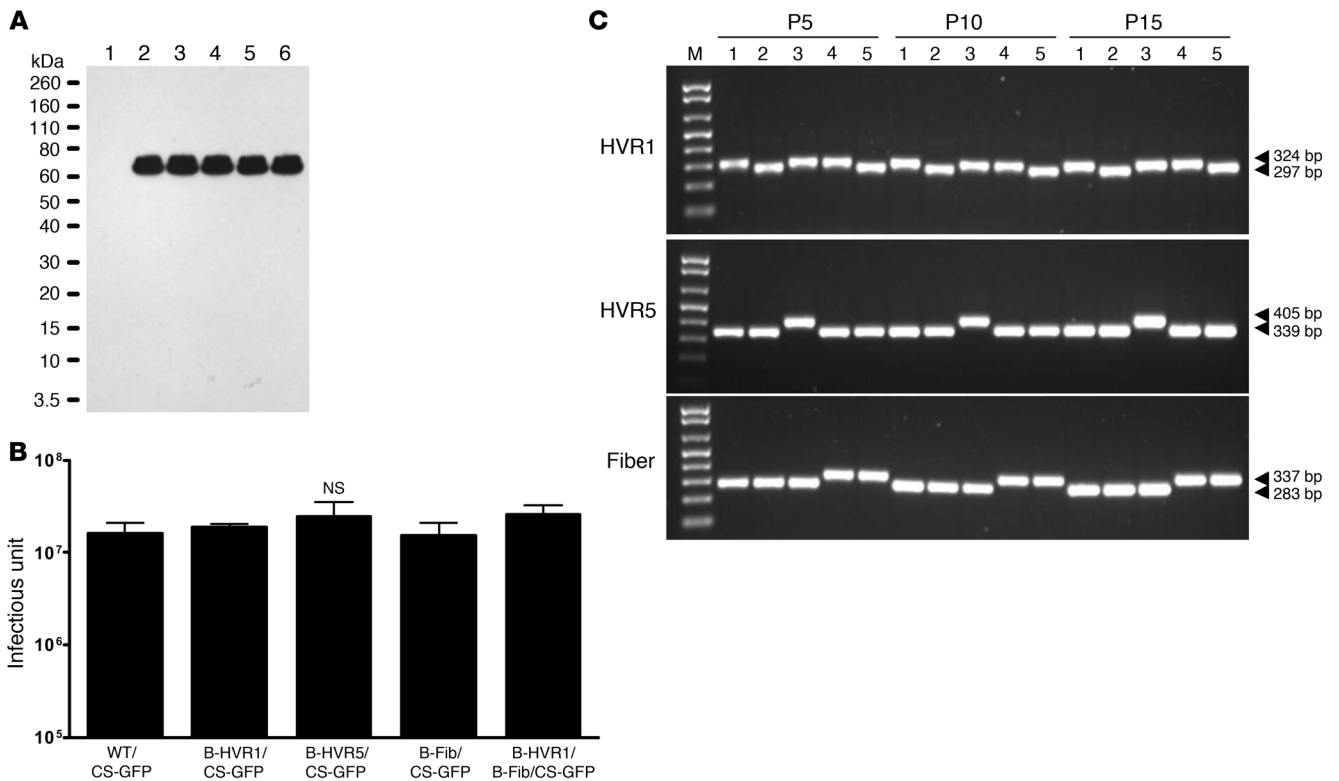 A
kDa 1 2 3 4 5 6
260
160
110
80
60
50
40
30
20
15
10
3.5
B
Infectious unit
10⁸
10⁷
10⁶
10⁵
NS
WT/
CS-GFP
B-HVR1/
CS-GFP
B-HVR5/
CS-GFP
B-Fib/
CS-GFP
B-HVR1/
B-Fib/CS-GFP
C
P5 P10 P15
M 1 2 3 4 5 1 2 3 4 5 1 2 3 4 5
HVR1
324 bp
297 bp
HVR5
405 bp
339 bp
Fiber
337 bp
283 bp